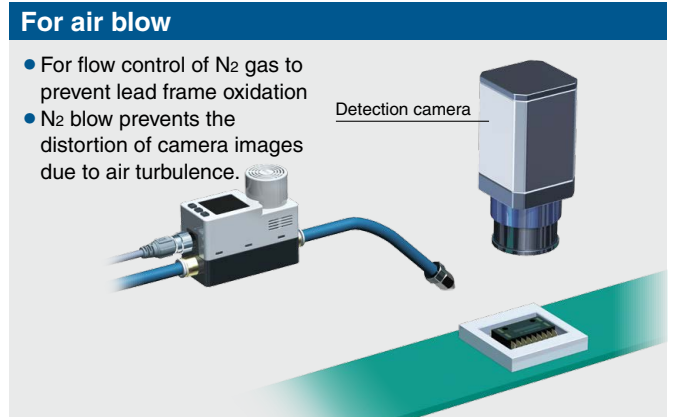 For air blow
● For flow control of N2 gas to
prevent lead frame oxidation
● N2 blow prevents the
distortion of camera images
due to air turbulence.
Detection camera